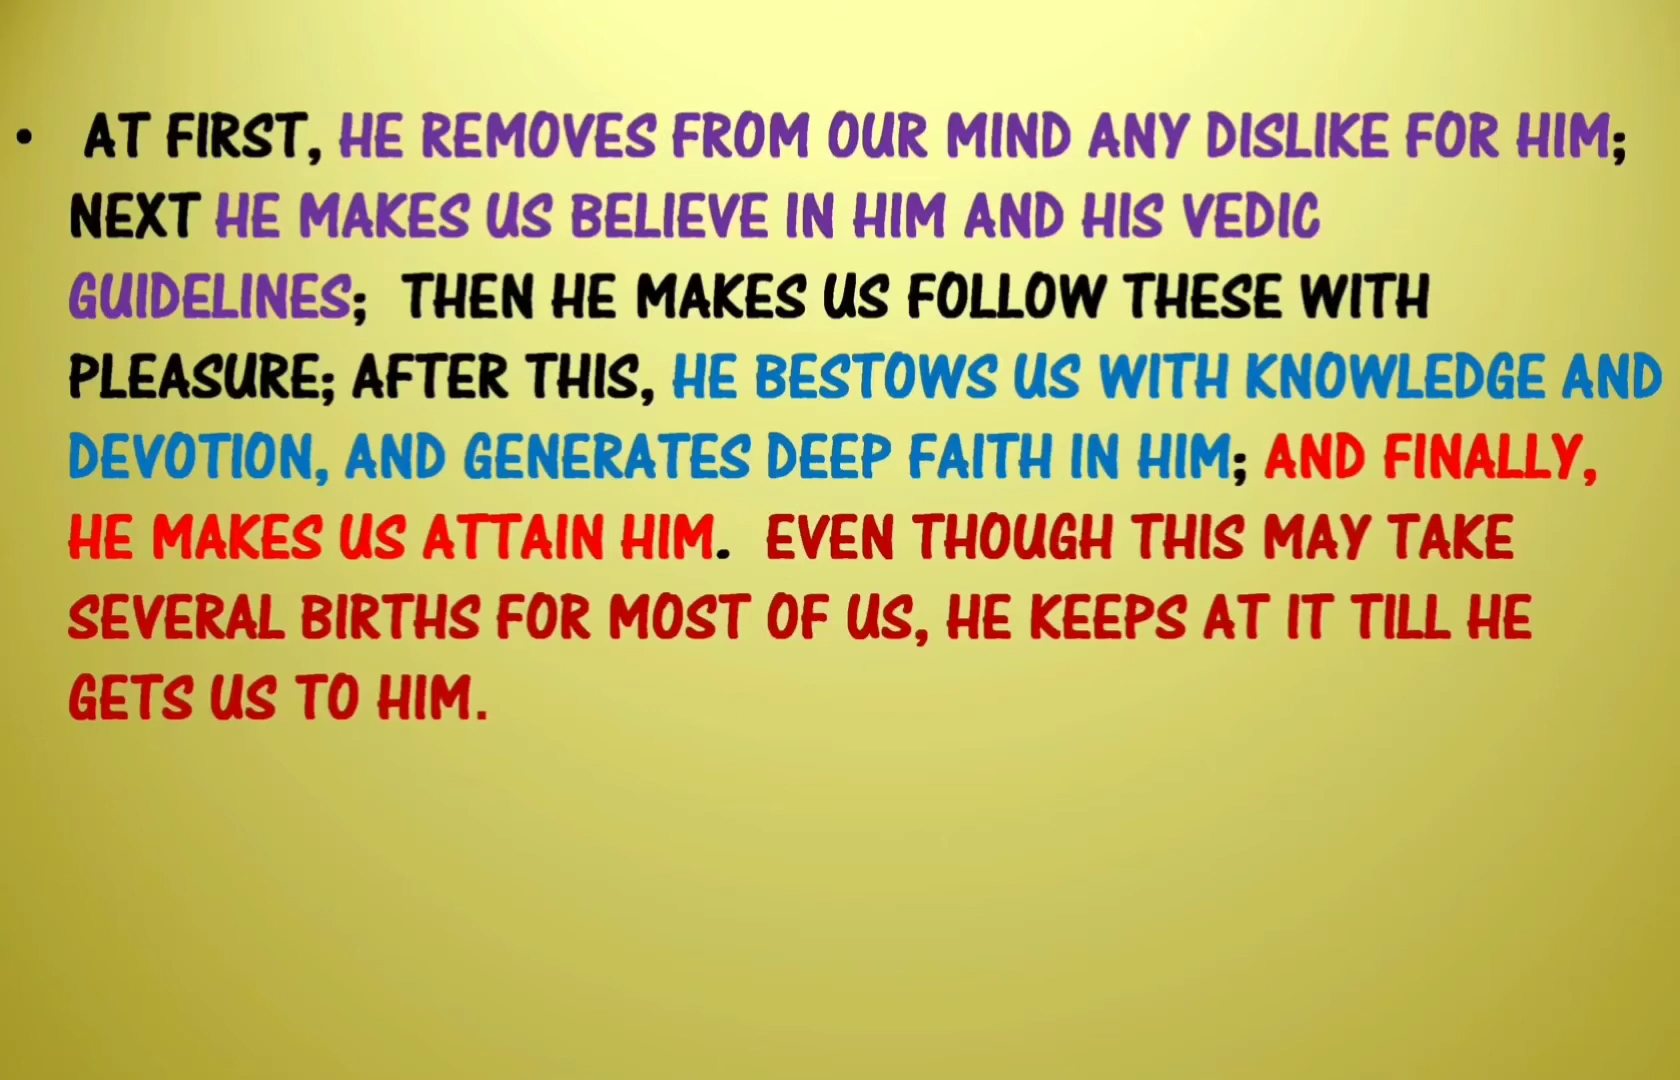 • AT FIRST, HE REMOVES FROM OUR MIND ANY DISLIKE FOR HIM;
NEXT HE MAKES US BELIEVE IN HIM AND HIS VEDIC
GUIDELINES; THEN HE MAKES US FOLLOW THESE WITH
PLEASURE; AFTER THIS, HE BESTOWS US WITH KNOWLEDGE AND
DEVOTION, AND GENERATES DEEP FAITH IN HIM; AND FINALLY,
HE MAKES US ATTAIN HIM. EVEN THOUGH THIS MAY TAKE
SEVERAL BIRTHS FOR MOST OF US, HE KEEPS AT IT TILL HE
GETS US TO HIM.